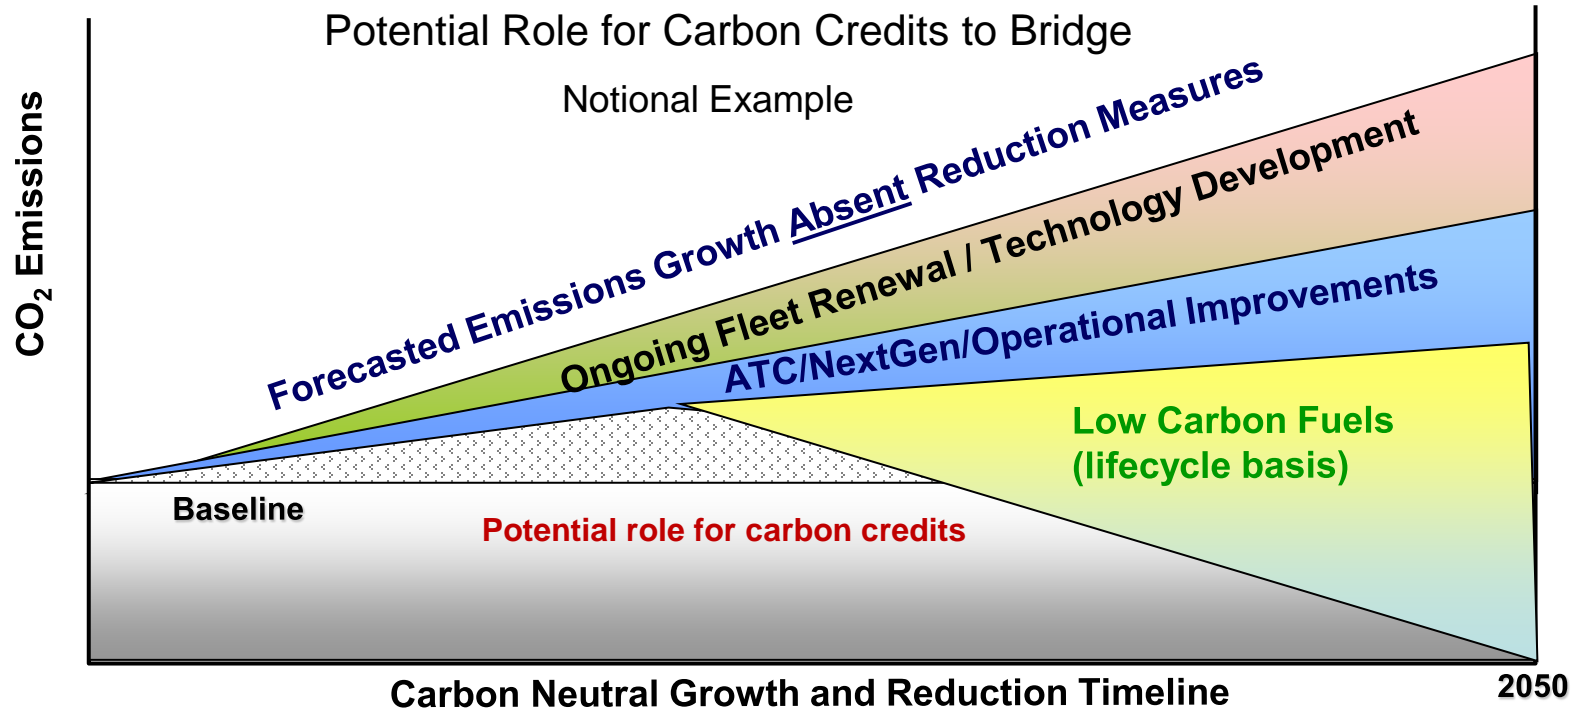 Potential Role for Carbon Credits to Bridge
Notional Example
CO₂ Emissions
Forecasted Emissions Growth Absent Reduction Measures
Ongoing Fleet Renewal / Technology Development
ATC/NextGen/Operational Improvements
Low Carbon Fuels
(lifecycle basis)
Baseline
Potential role for carbon credits
Carbon Neutral Growth and Reduction Timeline
2050